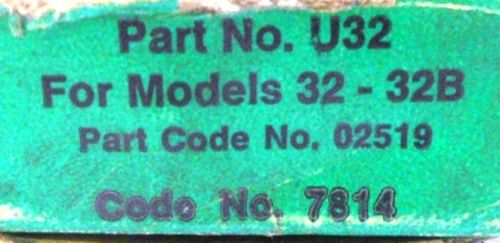 Part No. U32
For Models 32 - 32B
Part Code No. 02519
Code No. 7814